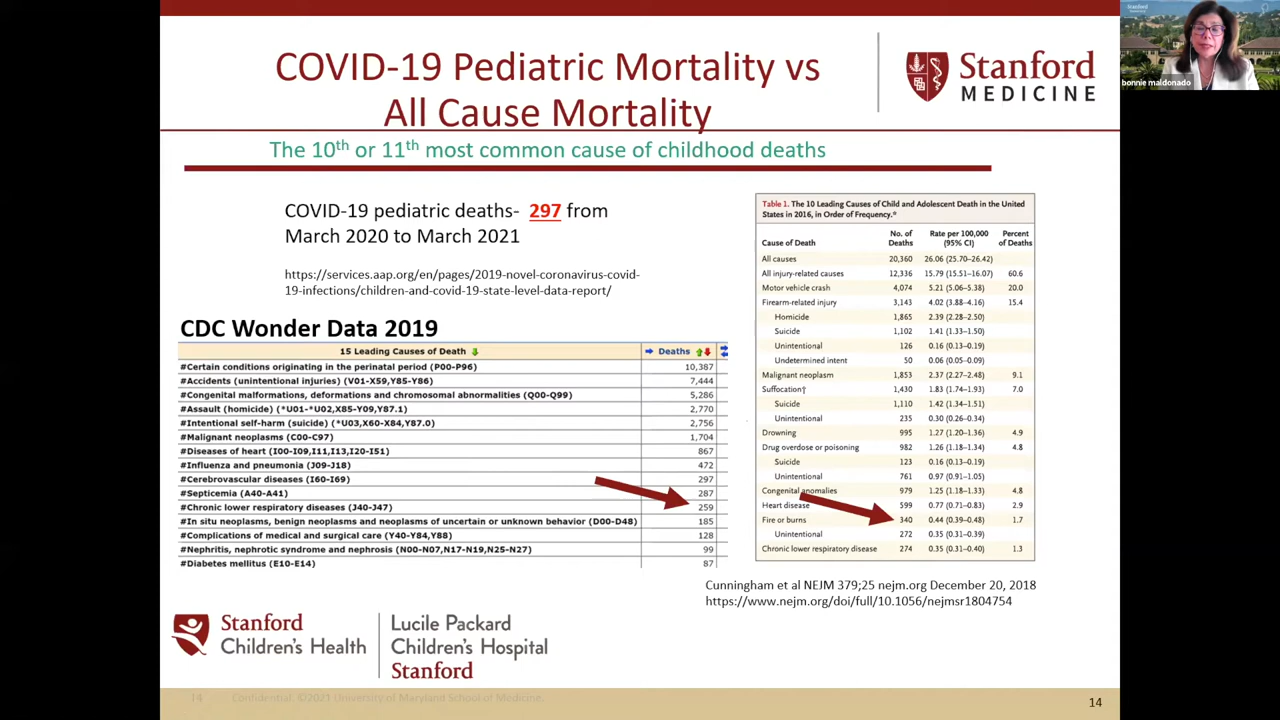 COVID-19 Pediatric Mortality vs
All Cause Mortality
Stanford
MEDICINE
Stanford
bonnie maldonado
The 10th or 11th most common cause of childhood deaths
COVID-19 pediatric deaths- 297 from
March 2020 to March 2021
https://services.aap.org/en/pages/2019-novel-coronavirus-covid-
19-infections/children-and-covid-19-state-level-data-report/
CDC Wonder Data 2019
15 Leading Causes of Death Deaths
#Certain conditions originating in the perinatal period (P00-P96) 10,387
#Accidents (unintentional injuries) (V01-X59,Y85-Y86) 7,444
#Congenital malformations, deformations and chromosomal abnormalities (Q00-Q99) 5,286
#Assault (homicide) (*U01-*U02,X85-Y09,Y87.1) 2,770
#Intentional self-harm (suicide) (*U03,X60-X84,Y87.0) 2,756
#Malignant neoplasms (C00-C97) 1,704
#Diseases of heart (I00-I09,I11,I13,I20-I51) 867
#Influenza and pneumonia (J09-J18) 472
#Cerebrovascular diseases (I60-I69) 297
#Septicemia (A40-A41) 287
#Chronic lower respiratory diseases (J40-J47) 259
#In situ neoplasms, benign neoplasms and neoplasms of uncertain or unknown behavior (D00-D48) 185
#Complications of medical and surgical care (Y40-Y84,Y88) 128
#Nephritis, nephrotic syndrome and nephrosis (N00-N07,N17-N19,N25-N27) 99
#Diabetes mellitus (E10-E14) 87
Table 1. The 10 Leading Causes of Child and Adolescent Death in the United
States in 2016, in Order of Frequency.*
Cause of Death No. of Deaths Rate per 100,000 (95% CI) Percent of Deaths
All causes 20,360 26.06 (25.70–26.42)
All injury-related causes 12,336 15.79 (15.51–16.07) 60.6
Motor vehicle crash 4,074 5.21 (5.06–5.38) 20.0
Firearm-related injury 3,143 4.02 (3.88–4.16) 15.4
Homicide 1,865 2.39 (2.28–2.50)
Suicide 1,102 1.41 (1.33–1.50)
Unintentional 126 0.16 (0.13–0.19)
Undetermined intent 50 0.06 (0.05–0.09)
Malignant neoplasm 1,853 2.37 (2.27–2.48) 9.1
Suffocation† 1,430 1.83 (1.74–1.93) 7.0
Suicide 1,110 1.42 (1.34–1.51)
Unintentional 235 0.30 (0.26–0.34)
Drowning 995 1.27 (1.20–1.36) 4.9
Drug overdose or poisoning 982 1.26 (1.18–1.34) 4.8
Suicide 123 0.16 (0.13–0.19)
Unintentional 761 0.97 (0.91–1.05)
Congenital anomalies 979 1.25 (1.18–1.33) 4.8
Heart disease 599 0.77 (0.71–0.83) 2.9
Fire or burns 340 0.44 (0.39–0.48) 1.7
Unintentional 272 0.35 (0.31–0.39)
Chronic lower respiratory disease 274 0.35 (0.31–0.40) 1.3
Cunningham et al NEJM 379;25 nejm.org December 20, 2018
https://www.nejm.org/doi/full/10.1056/nejmsr1804754
Stanford
Children's Health
Lucile Packard
Children's Hospital
Stanford
14 Confidential. ©2021 University of Maryland School of Medicine.
14